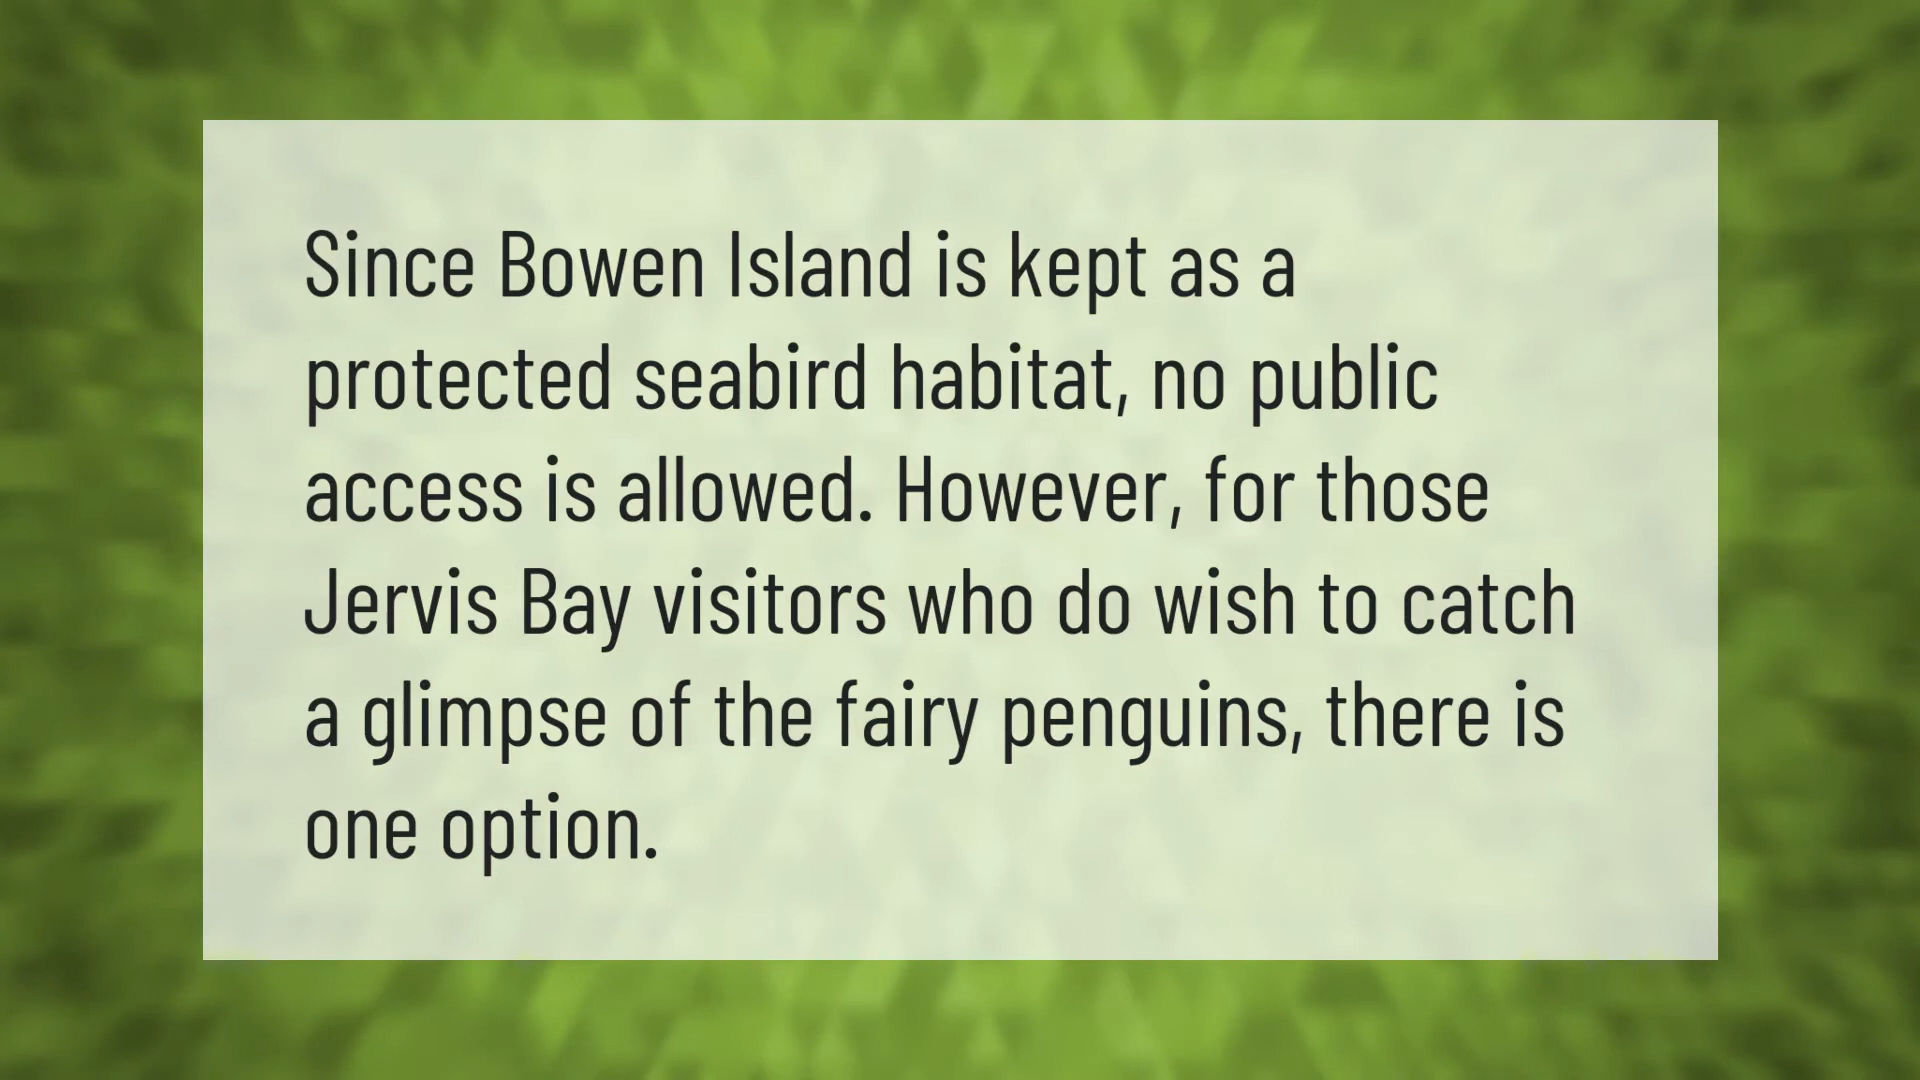 Since Bowen Island is kept as a
protected seabird habitat, no public
access is allowed. However, for those
Jervis Bay visitors who do wish to catch
a glimpse of the fairy penguins, there is
one option.